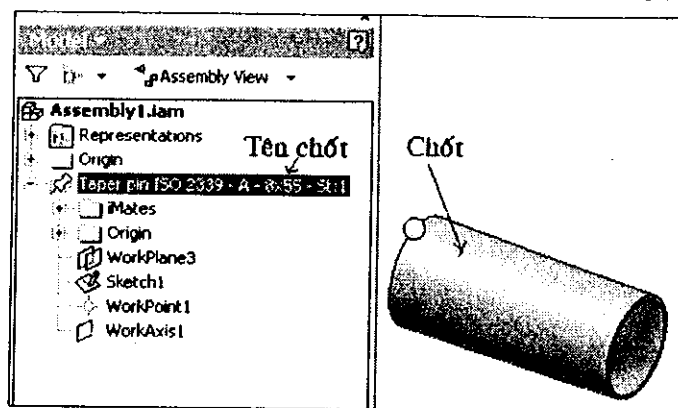 Model
Assembly View
Assembly1.iam
Representations
Origin
Tên chốt
Chốt
Taper pin ISO 2339 - A - 8x55 - St:1
iMates
Origin
WorkPlane3
Sketch1
WorkPoint1
WorkAxis1